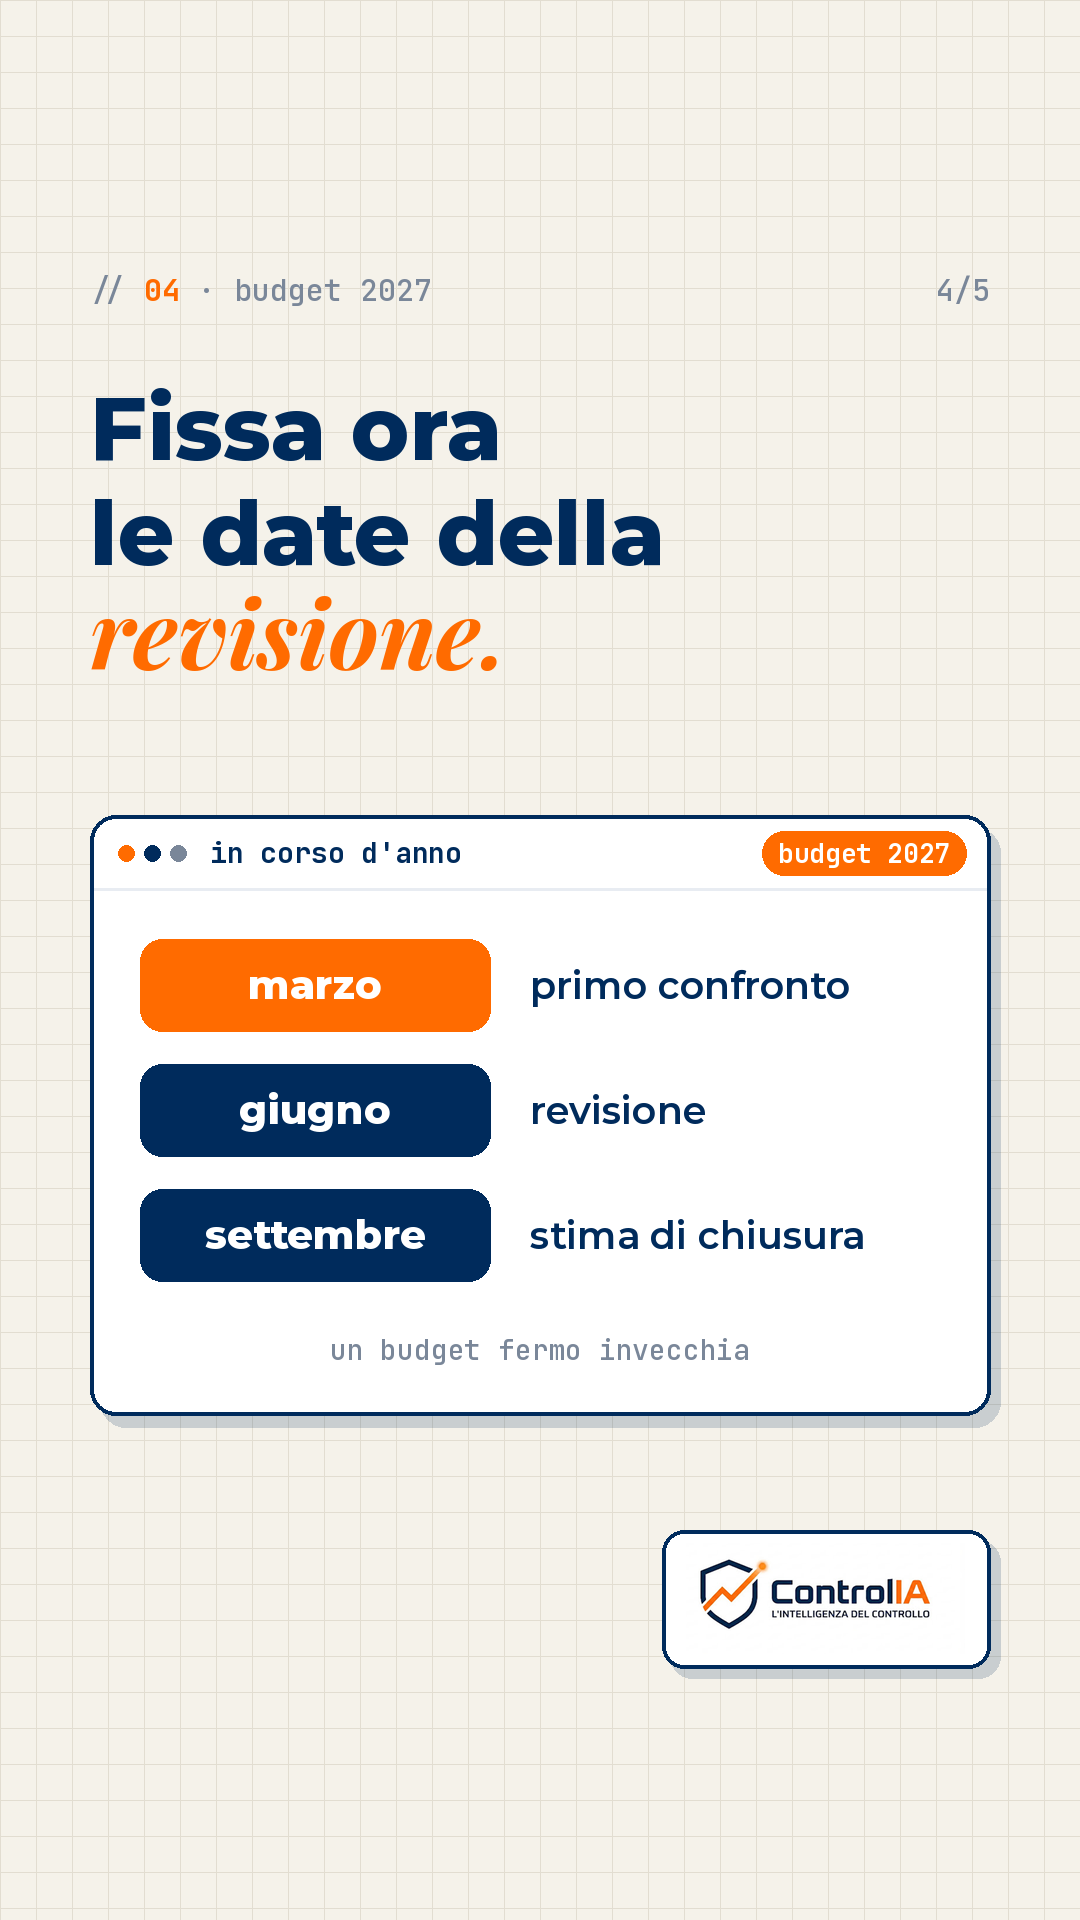 // 04 · budget 2027
4/5
Fissa ora
le date della
revisione.
in corso d'anno
budget 2027
marzo
primo confronto
giugno
revisione
settembre
stima di chiusura
un budget fermo invecchia
ControlIA
L'INTELLIGENZA DEL CONTROLLO